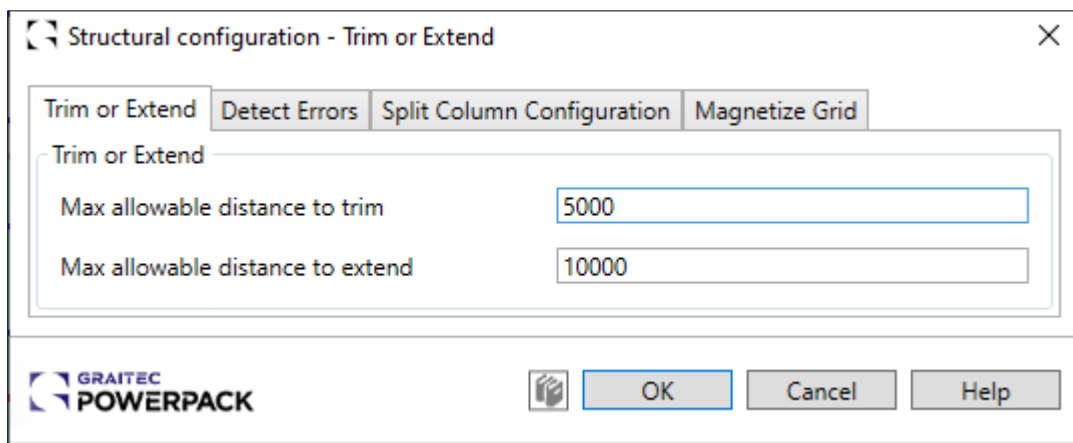 Structural configuration - Trim or Extend
Trim or Extend Detect Errors Split Column Configuration Magnetize Grid
Trim or Extend
Max allowable distance to trim 5000
Max allowable distance to extend 10000
GRAITEC
POWERPACK
OK Cancel Help